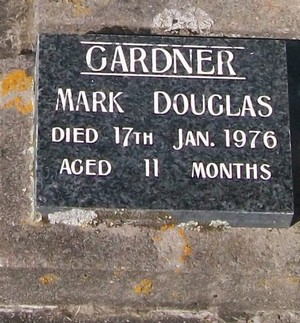 GARDNER
MARK DOUGLAS
DIED 17TH JAN. 1976
AGED 11 MONTHS